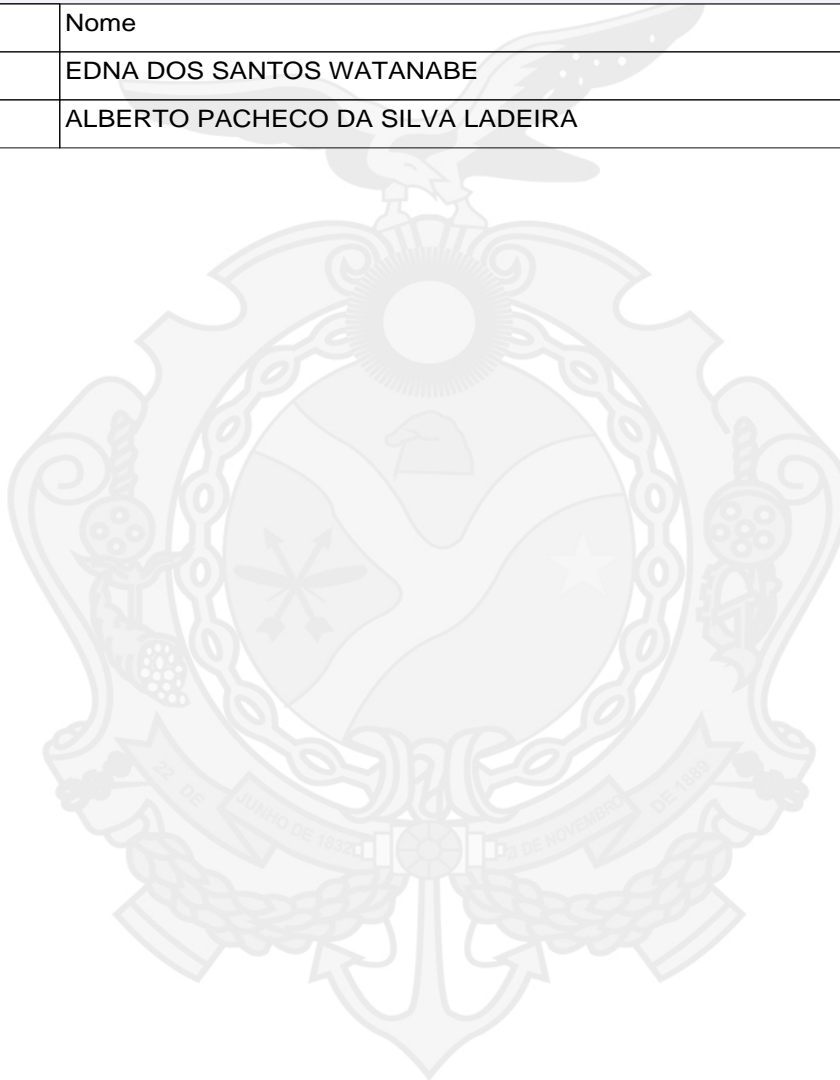 Nome
EDNA DOS SANTOS WATANABE
ALBERTO PACHECO DA SILVA LADEIRA
22 DE
JUNHO DE 1832
21 DE NOVEMBRO
DE 1889